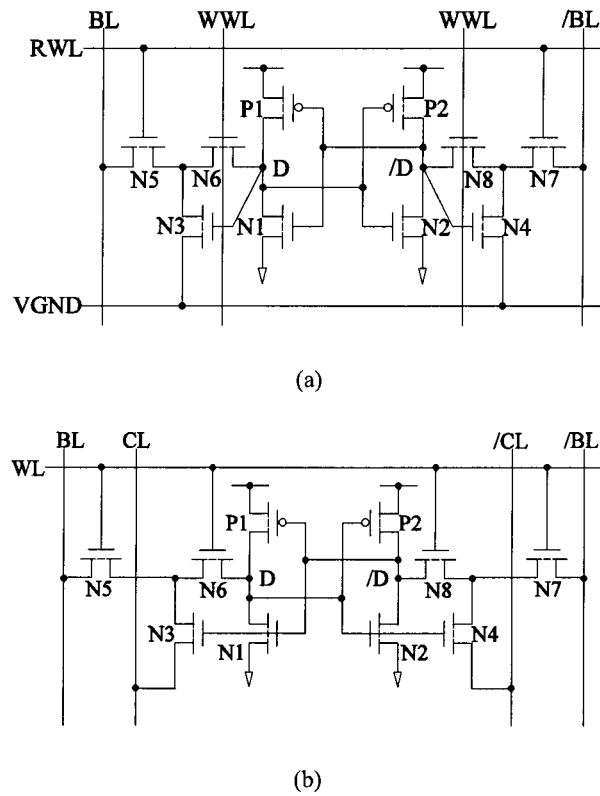 BL WWL WWL /BL
RWL
P1 P2
D /D
N5 N6 N8 N7
N3 N1 N2 N4
VGND
(a)
BL CL /CL /BL
WL
P1 P2
D /D
N5 N6 N8 N7
N3 N1 N2 N4
(b)